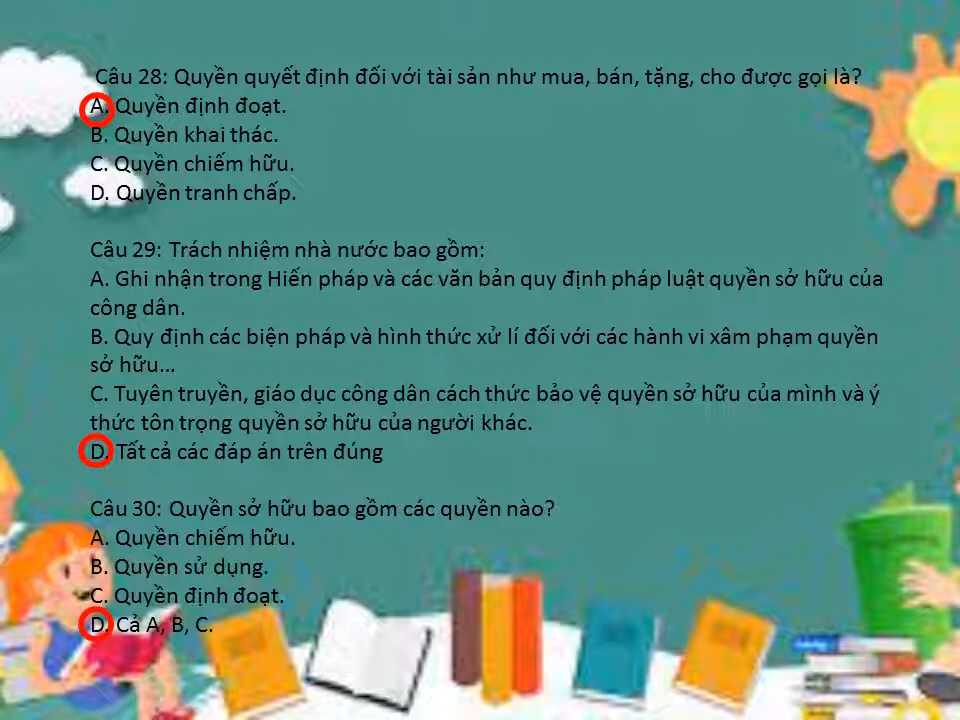 Câu 28: Quyền quyết định đối với tài sản như mua, bán, tặng, cho được gọi là?
A. Quyền định đoạt.
B. Quyền khai thác.
C. Quyền chiếm hữu.
D. Quyền tranh chấp.
Câu 29: Trách nhiệm nhà nước bao gồm:
A. Ghi nhận trong Hiến pháp và các văn bản quy định pháp luật quyền sở hữu của
công dân.
B. Quy định các biện pháp và hình thức xử lí đối với các hành vi xâm phạm quyền
sở hữu...
C. Tuyên truyền, giáo dục công dân cách thức bảo vệ quyền sở hữu của mình và ý
thức tôn trọng quyền sở hữu của người khác.
D. Tất cả các đáp án trên đúng
Câu 30: Quyền sở hữu bao gồm các quyền nào?
A. Quyền chiếm hữu.
B. Quyền sử dụng.
C. Quyền định đoạt.
D. Cả A, B, C.